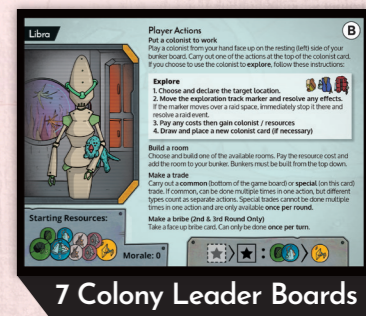 Libra
B
Player Actions
Put a colonist to work
Play a colonist from your hand face up on the resting (left) side of your
bunker board. Carry out one of the actions at the top of the colonist card.
If you choose to use the colonist to explore, follow these instructions:
Explore
1. Choose and declare the target location.
2. Move the exploration track marker and resolve any effects.
If the marker moves over a raid space, immediately stop it there and
resolve a raid event.
3. Pay any costs then gain colonist / resources
4. Draw and place a new colonist card (if necessary)
Build a room
Choose and build one of the available rooms. Pay the resource cost and
add the room to your bunker. Bunkers must be built from the top down.
Make a trade
Carry out a common (bottom of the game board) or special (on this card)
trade. If common, can be done multiple times in one action, but different
types count as separate actions. Special trades cannot be done multiple
times in one action and are only available once per round.
Make a bribe (2nd & 3rd Round Only)
Take a face up bribe card. Can only be done once per turn.
Starting Resources:
Morale: 0
7 Colony Leader Boards